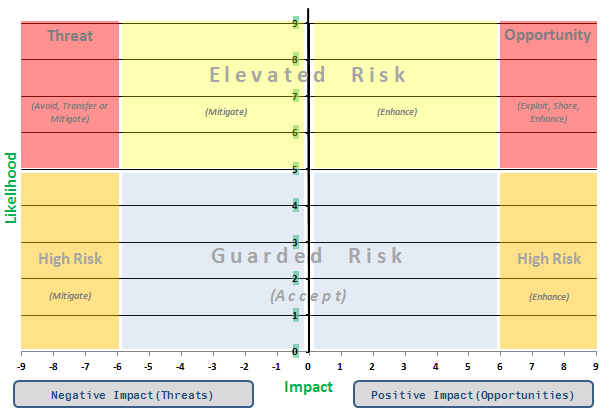 9
Threat
Opportunity
8
Elevated Risk
7
(Avoid, Transfer or
Mitigate)
(Mitigate)
(Enhance)
(Exploit, Share,
Enhance)
6
5
Likelihood
4
3
High Risk
Guarded Risk
High Risk
2
(Mitigate)
(Accept)
(Enhance)
1
0
-9 -8 -7 -6 -5 -4 -3 -2 -1 0 1 2 3 4 5 6 7 8 9
Impact
Negative Impact(Threats)
Positive Impact(Opportunities)